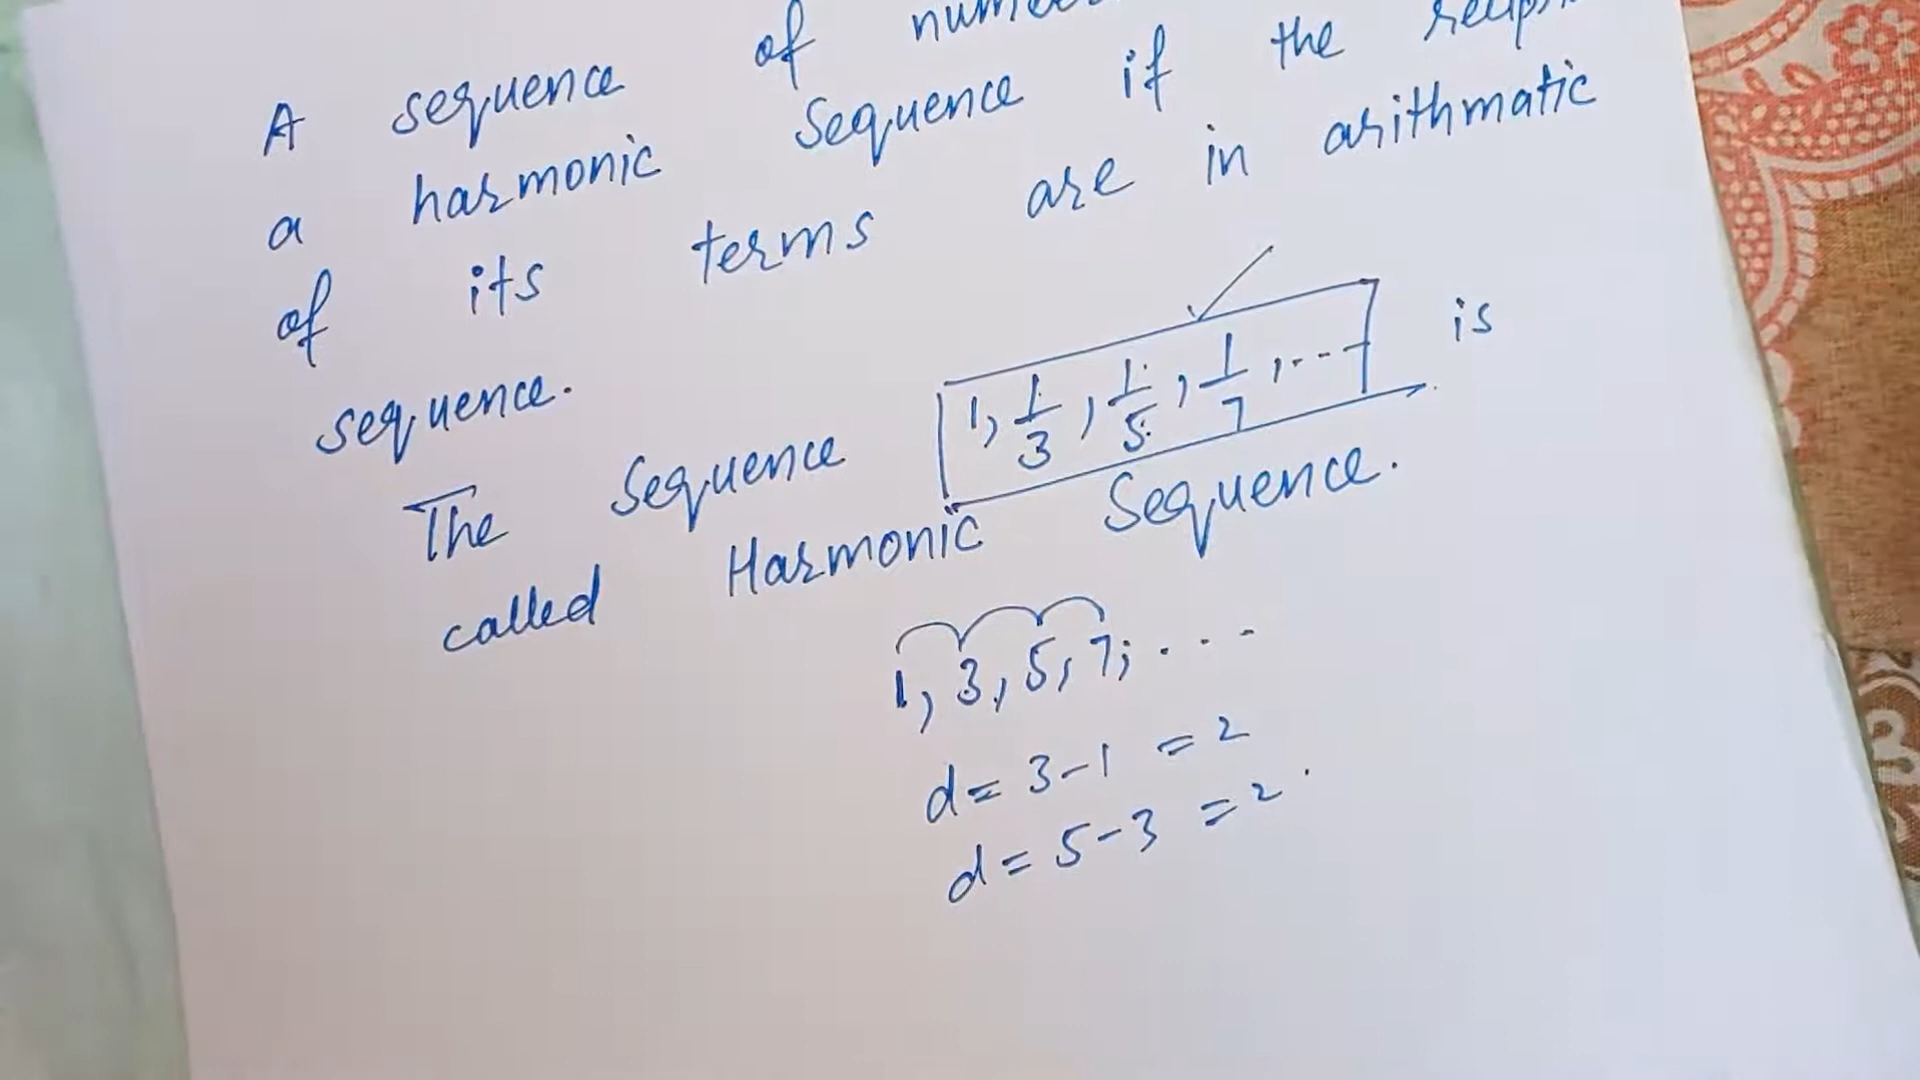 A sequence of
a harmonic Sequence if the
of its terms are in arithmatic
sequence.
The Sequence 1, 1/3, 1/5, 1/7, ... is
called Harmonic Sequence.
1, 3, 5, 7; ...
d = 3-1 = 2
d = 5-3 = 2